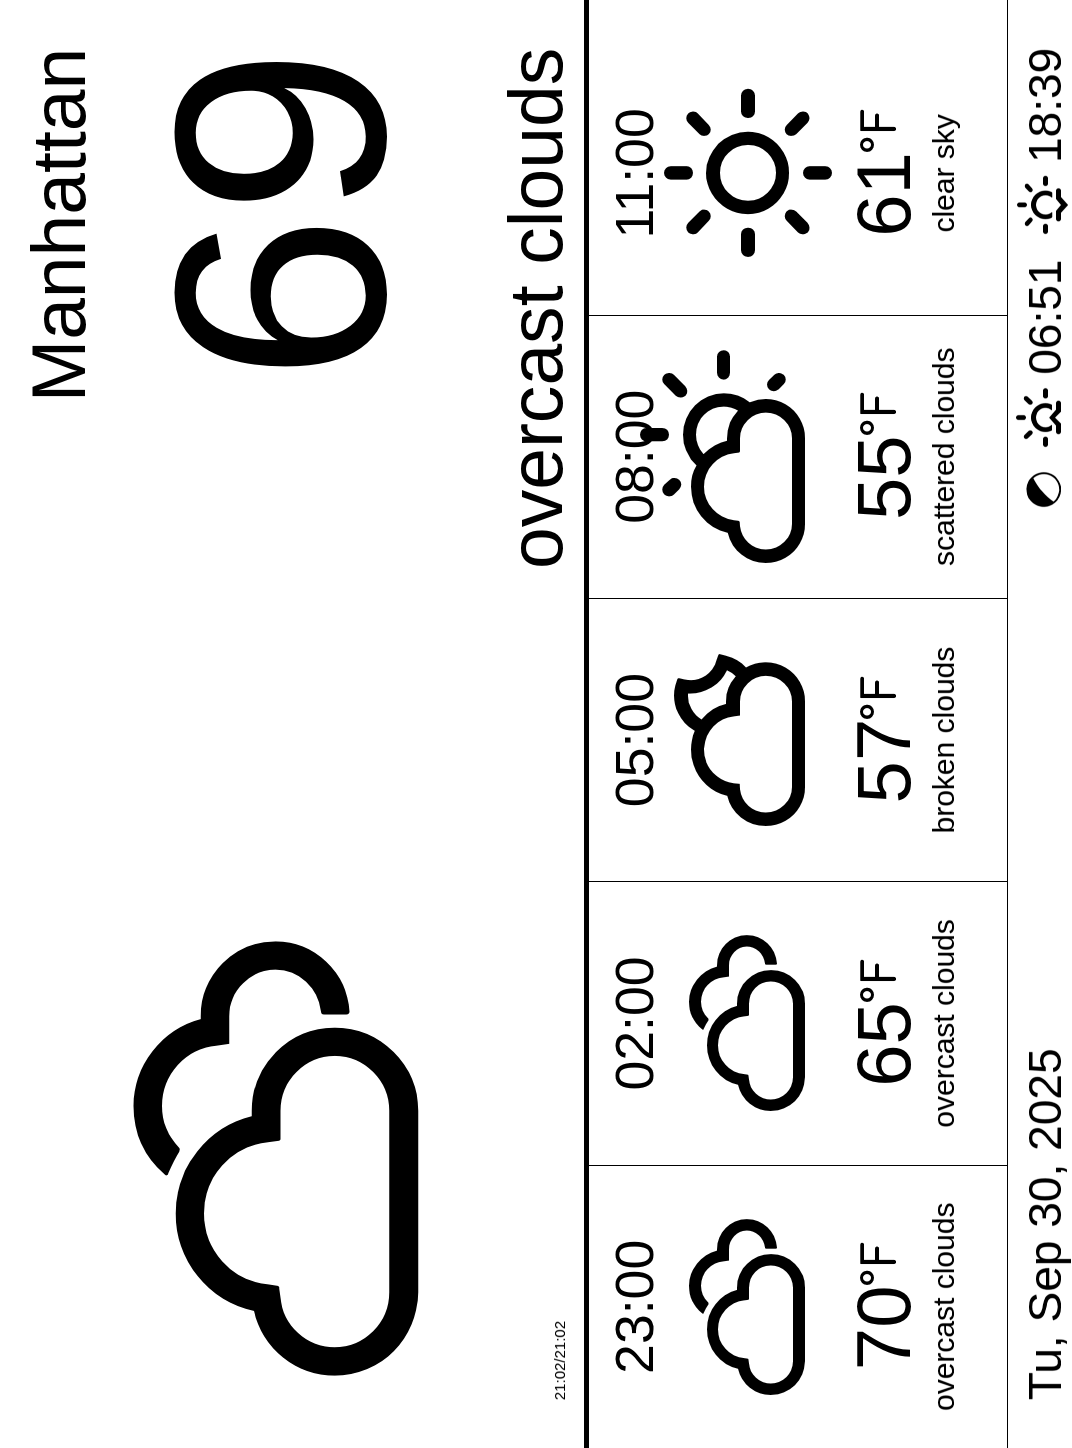 Manhattan
69
overcast clouds
21:02/21:02
23:00
70°F
overcast clouds
02:00
65°F
overcast clouds
05:00
57°F
broken clouds
08:00
55°F
scattered clouds
11:00
61°F
clear sky
Tu, Sep 30, 2025
06:51
18:39